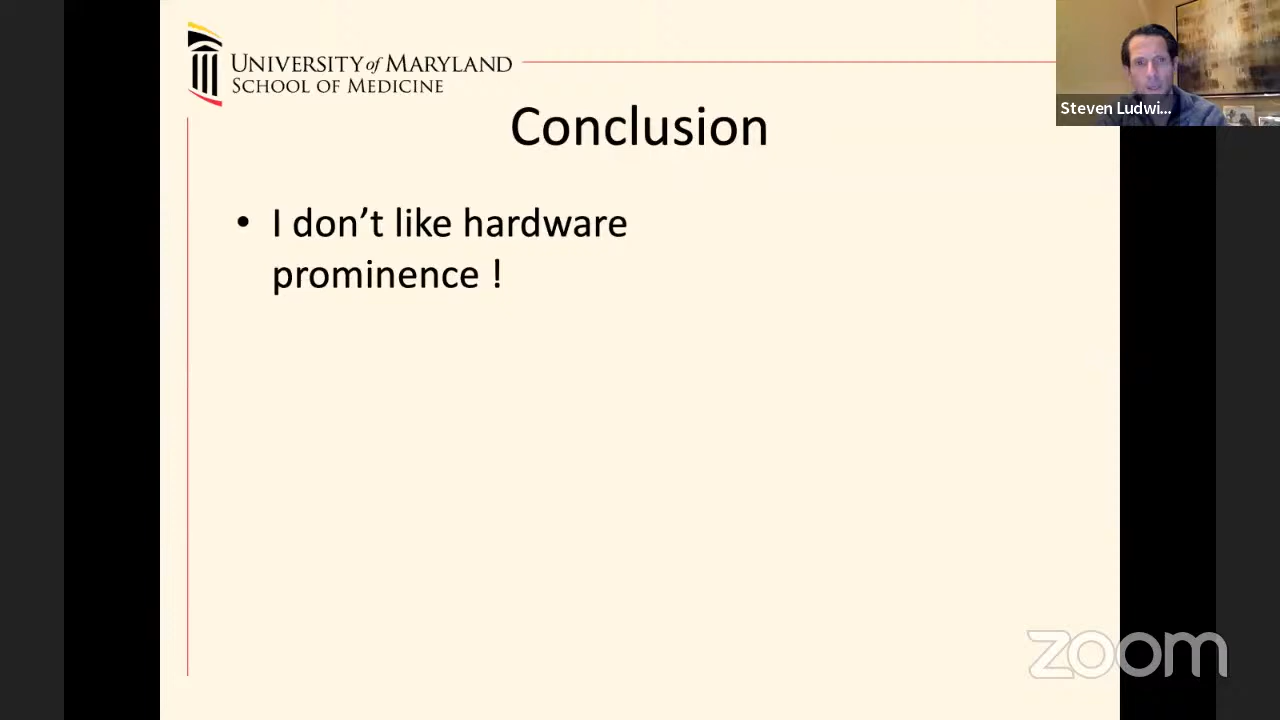 UNIVERSITY of MARYLAND
SCHOOL OF MEDICINE
Steven Ludwi...
Conclusion
• I don’t like hardware
prominence !
zoom